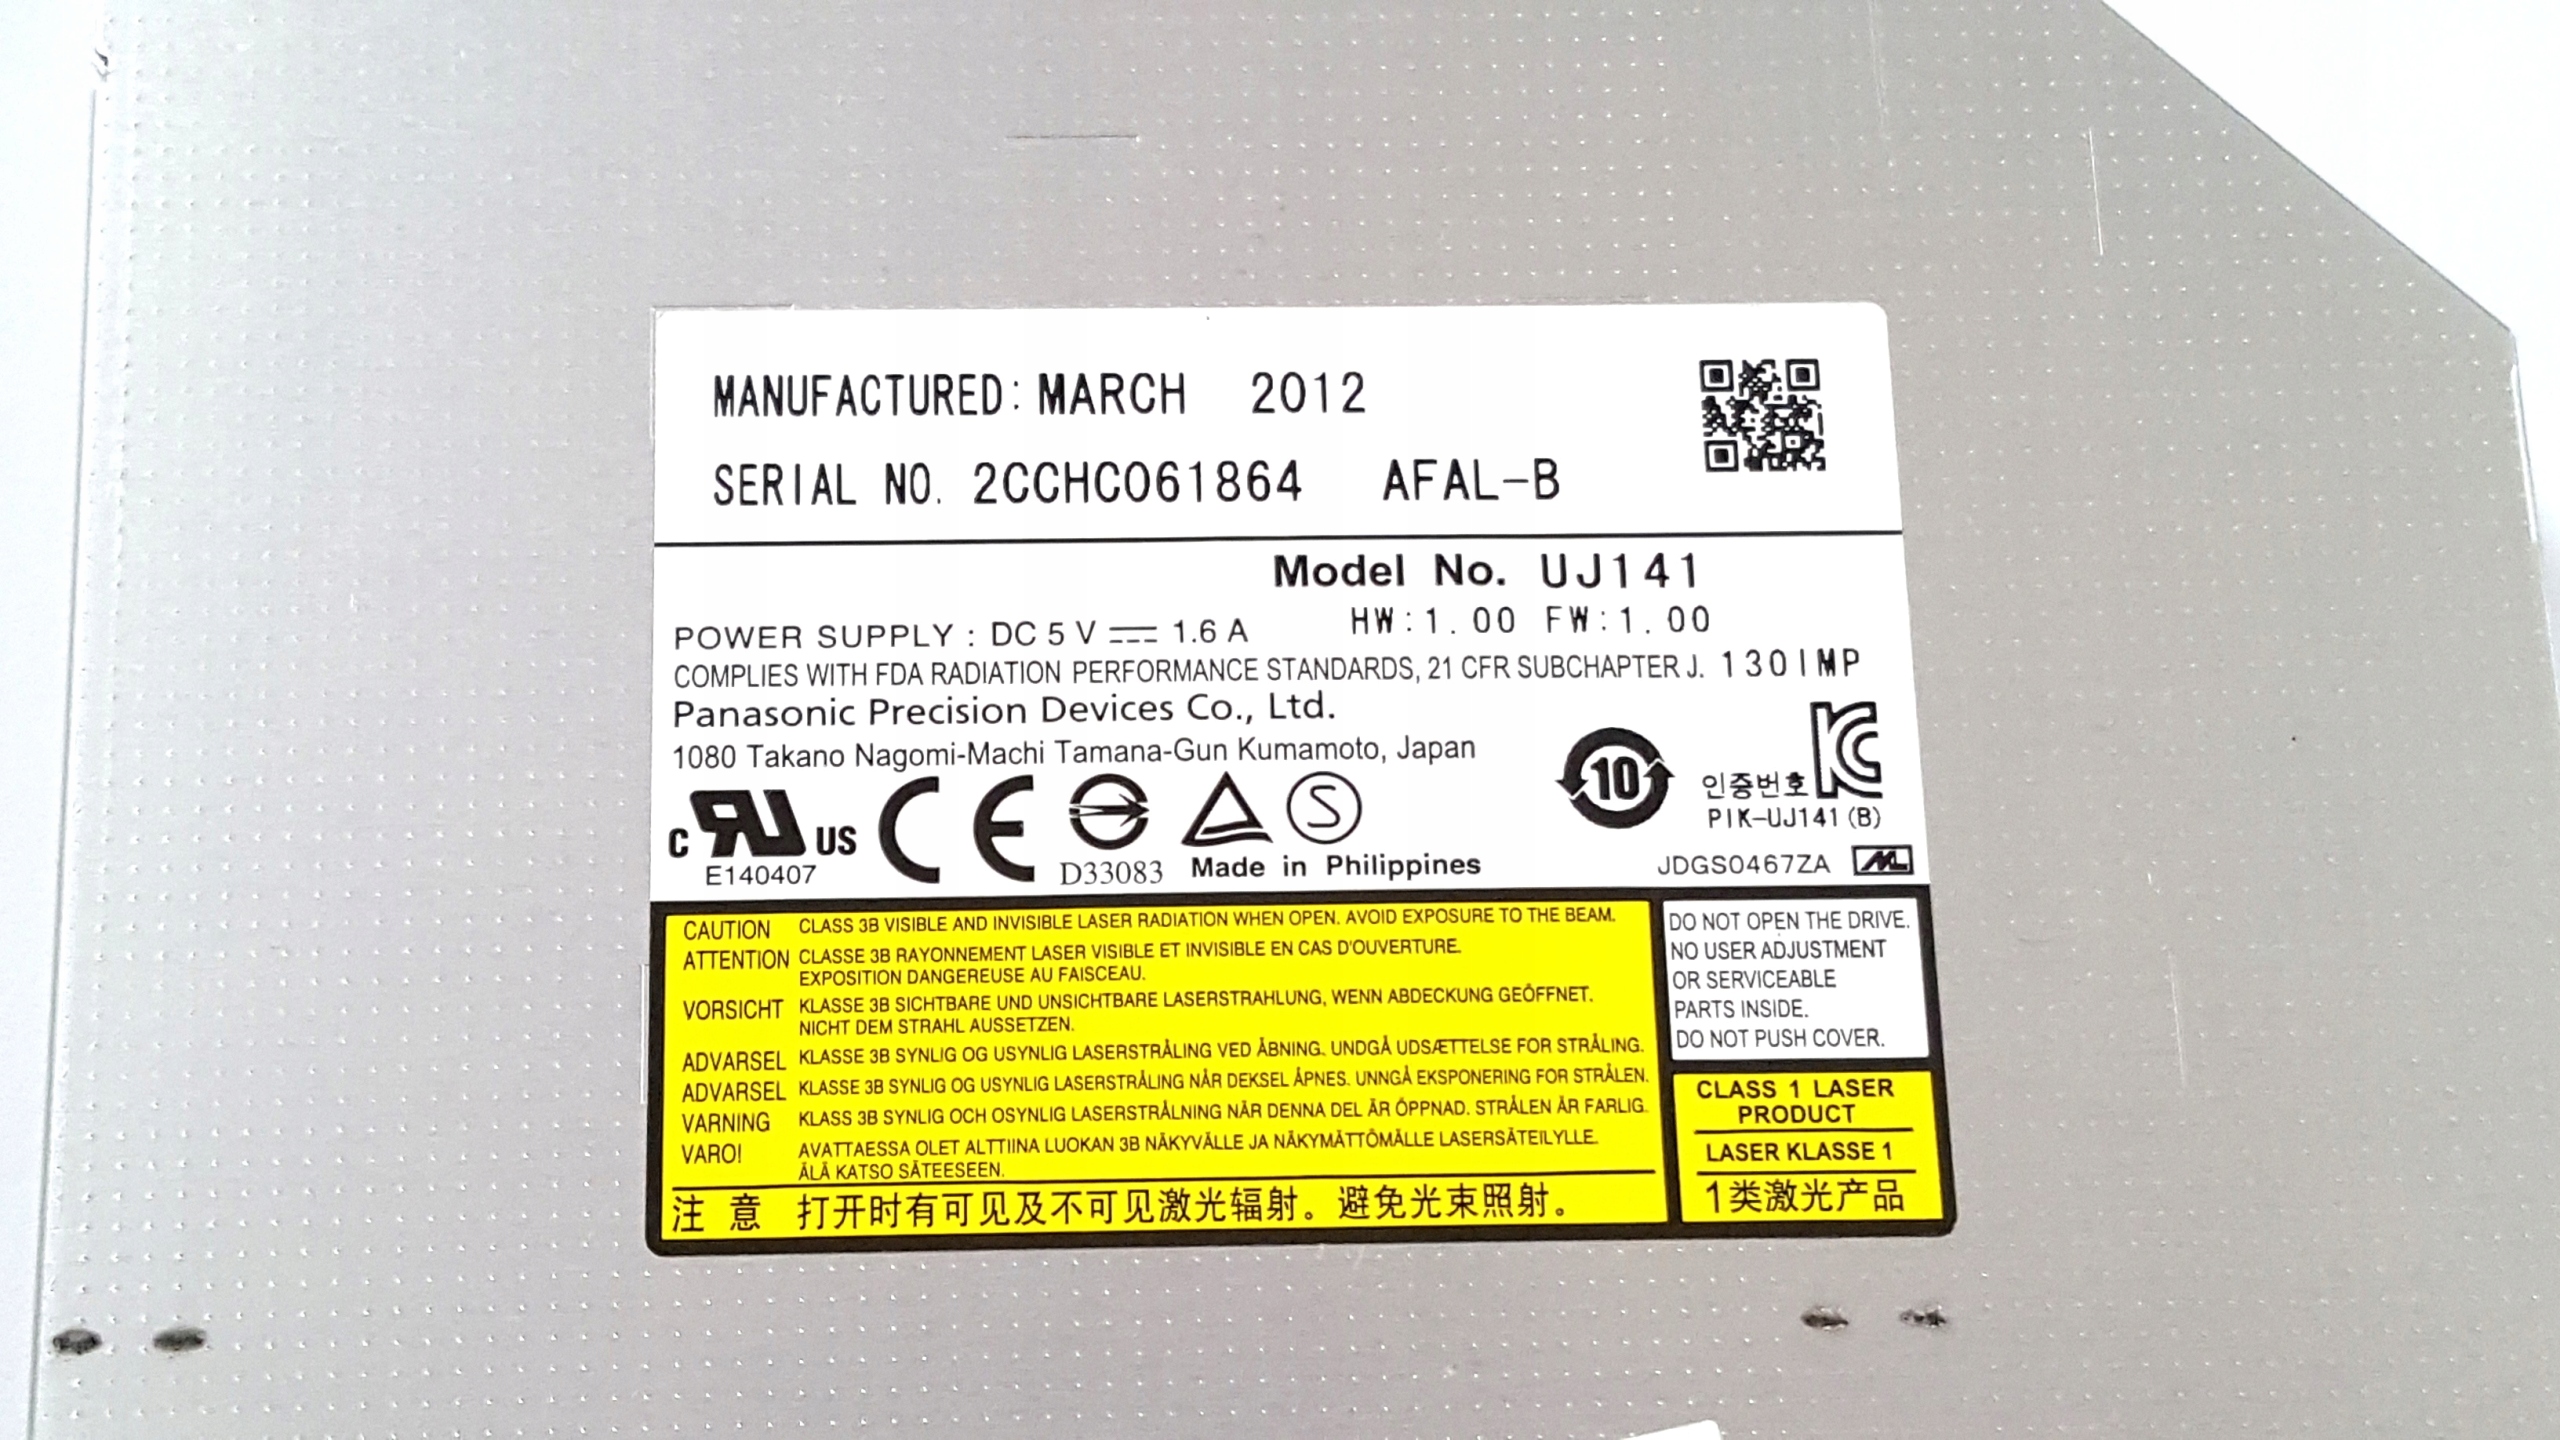 MANUFACTURED: MARCH 2012
SERIAL NO. 2CCHC061864 AFAL-B
Model No. UJ141
HW:1.00 FW:1.00
POWER SUPPLY : DC 5 V ⎓ 1.6 A
COMPLIES WITH FDA RADIATION PERFORMANCE STANDARDS, 21 CFR SUBCHAPTER J. 130IMP
Panasonic Precision Devices Co., Ltd.
1080 Takano Nagomi-Machi Tamana-Gun Kumamoto, Japan
C RU US
E140407
CE
D33083
S
Made in Philippines
10
KC
인증번호
PIK-UJ141 (B)
JDGS0467ZA ML
CAUTION CLASS 3B VISIBLE AND INVISIBLE LASER RADIATION WHEN OPEN. AVOID EXPOSURE TO THE BEAM.
ATTENTION CLASSE 3B RAYONNEMENT LASER VISIBLE ET INVISIBLE EN CAS D'OUVERTURE.
EXPOSITION DANGEREUSE AU FAISCEAU.
VORSICHT KLASSE 3B SICHTBARE UND UNSICHTBARE LASERSTRAHLUNG, WENN ABDECKUNG GEÖFFNET.
NICHT DEM STRAHL AUSSETZEN.
ADVARSEL KLASSE 3B SYNLIG OG USYNLIG LASERSTRÅLING VED ÅBNING. UNDGÅ UDSÆTTELSE FOR STRÅLING.
ADVARSEL KLASSE 3B SYNLIG OG USYNLIG LASERSTRÅLING NÅR DEKSEL ÅPNES. UNNGÅ EKSPONERING FOR STRÅLEN.
VARNING KLASS 3B SYNLIG OCH OSYNLIG LASERSTRÅLNING NÄR DENNA DEL ÄR ÖPPNAD. STRÅLEN ÄR FARLIG.
VARO! AVATTAESSA OLET ALTTIINA LUOKAN 3B NÄKYVÄLLE JA NÄKYMÄTTÖMÄLLE LASERSÄTEILYLLE.
ÄLÄ KATSO SÄTEESEEN.
注 意 打开时有可见及不可见激光辐射。避免光束照射。
DO NOT OPEN THE DRIVE.
NO USER ADJUSTMENT
OR SERVICEABLE
PARTS INSIDE.
DO NOT PUSH COVER.
CLASS 1 LASER
PRODUCT
LASER KLASSE 1
1类激光产品